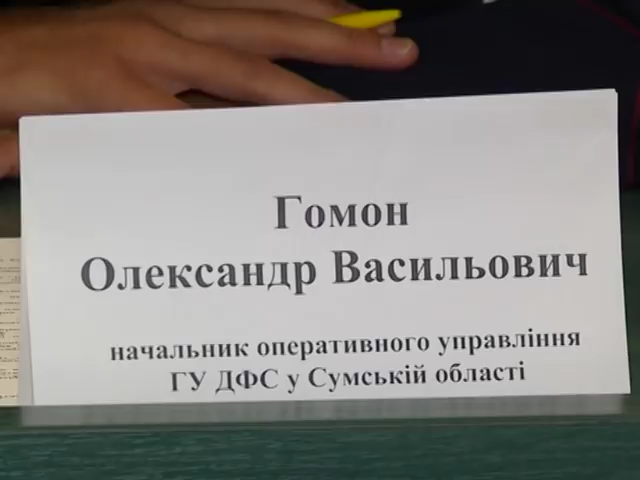 Гомон
Олександр Васильович
начальник оперативного управління
ГУ ДФС у Сумській області